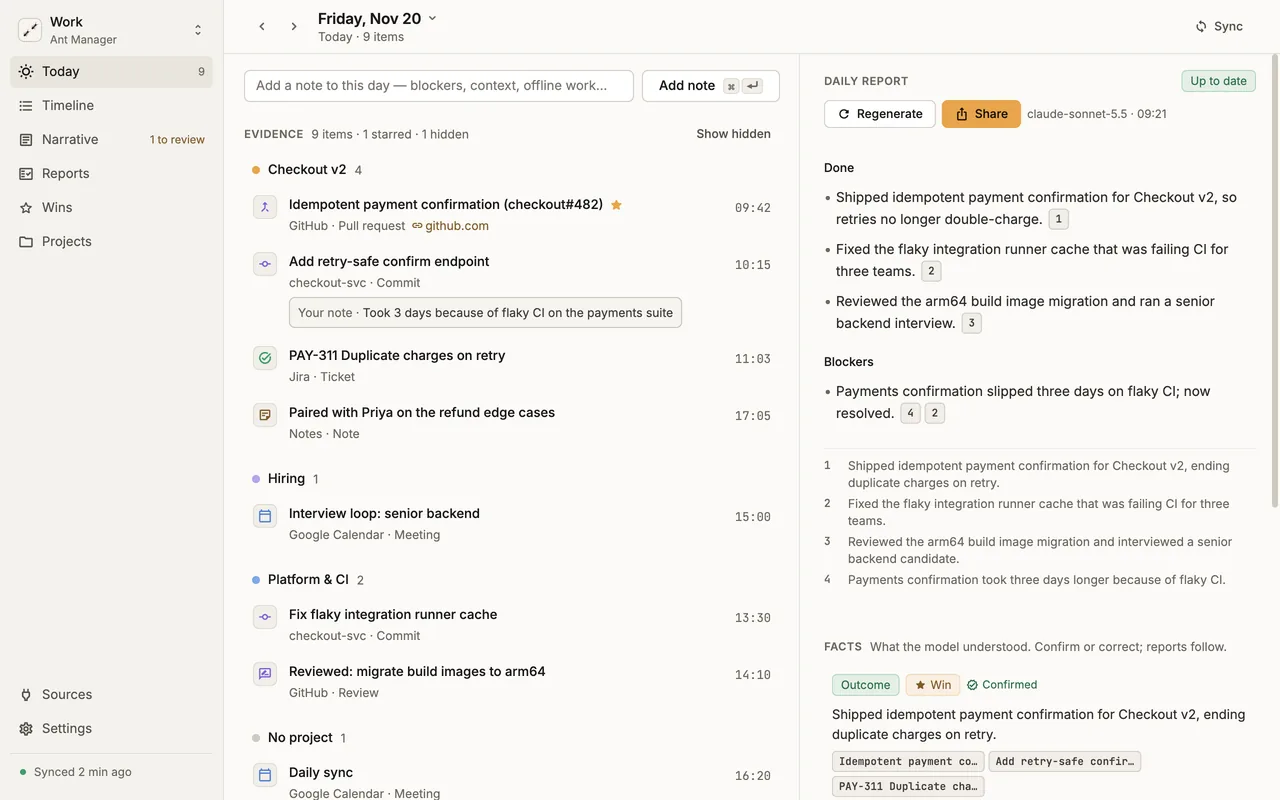 Work
Ant Manager
Today 9
Timeline
Narrative 1 to review
Reports
Wins
Projects
Sources
Settings
Synced 2 min ago
Friday, Nov 20
Today · 9 items
Sync
Add a note to this day — blockers, context, offline work...
Add note ⌘ ↵
EVIDENCE 9 items · 1 starred · 1 hidden
Show hidden
Checkout v2 4
Idempotent payment confirmation (checkout#482) 09:42
GitHub · Pull request github.com
Add retry-safe confirm endpoint 10:15
checkout-svc · Commit
Your note · Took 3 days because of flaky CI on the payments suite
PAY-311 Duplicate charges on retry 11:03
Jira · Ticket
Paired with Priya on the refund edge cases 17:05
Notes · Note
Hiring 1
Interview loop: senior backend 15:00
Google Calendar · Meeting
Platform & CI 2
Fix flaky integration runner cache 13:30
checkout-svc · Commit
Reviewed: migrate build images to arm64 14:10
GitHub · Review
No project 1
Daily sync 16:20
Google Calendar · Meeting
DAILY REPORT
Up to date
Regenerate
Share
claude-sonnet-5.5 · 09:21
Done
• Shipped idempotent payment confirmation for Checkout v2, so
retries no longer double-charge. 1
• Fixed the flaky integration runner cache that was failing CI for
three teams. 2
• Reviewed the arm64 build image migration and ran a senior
backend interview. 3
Blockers
• Payments confirmation slipped three days on flaky CI; now
resolved. 4 2
1 Shipped idempotent payment confirmation for Checkout v2, ending
duplicate charges on retry.
2 Fixed the flaky integration runner cache that was failing CI for three
teams.
3 Reviewed the arm64 build image migration and interviewed a senior
backend candidate.
4 Payments confirmation took three days longer because of flaky CI.
FACTS What the model understood. Confirm or correct; reports follow.
Outcome
Win
Confirmed
Shipped idempotent payment confirmation for Checkout v2, ending
duplicate charges on retry.
Idempotent payment co…
Add retry-safe confir…
PAY-311 Duplicate cha…